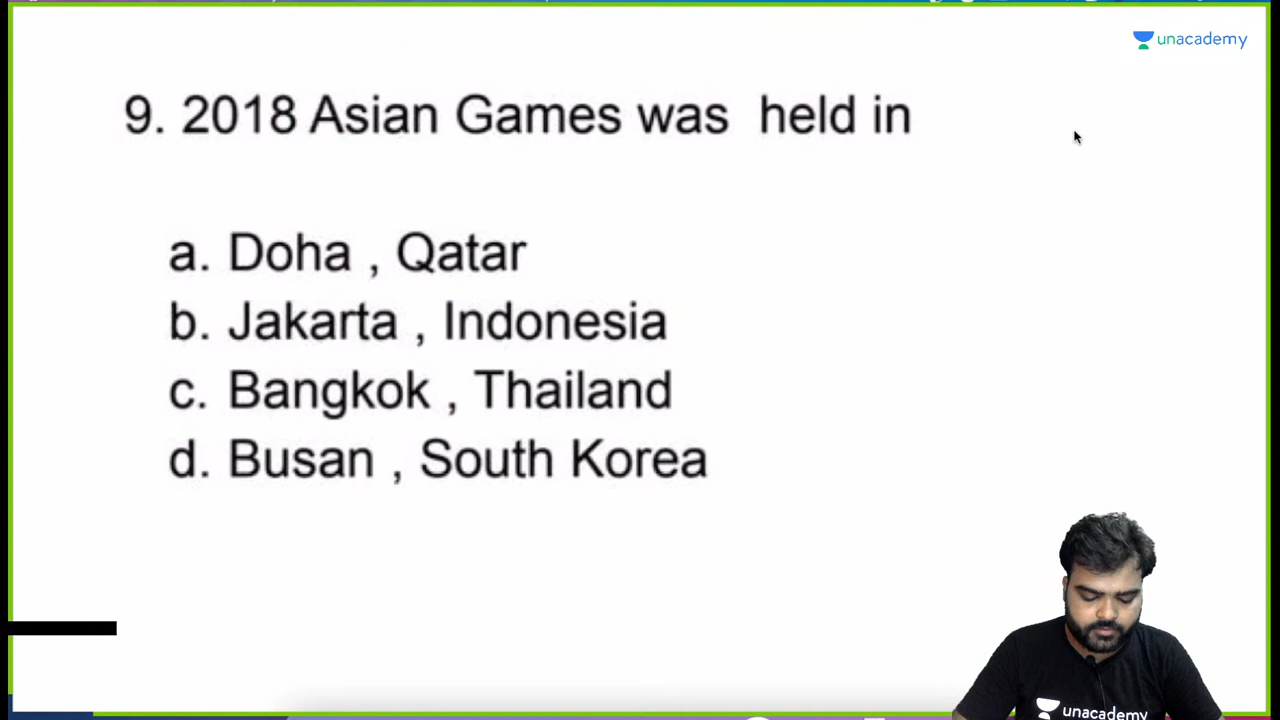 unacademy
9. 2018 Asian Games was held in
a. Doha , Qatar
b. Jakarta , Indonesia
c. Bangkok , Thailand
d. Busan , South Korea
unacademy